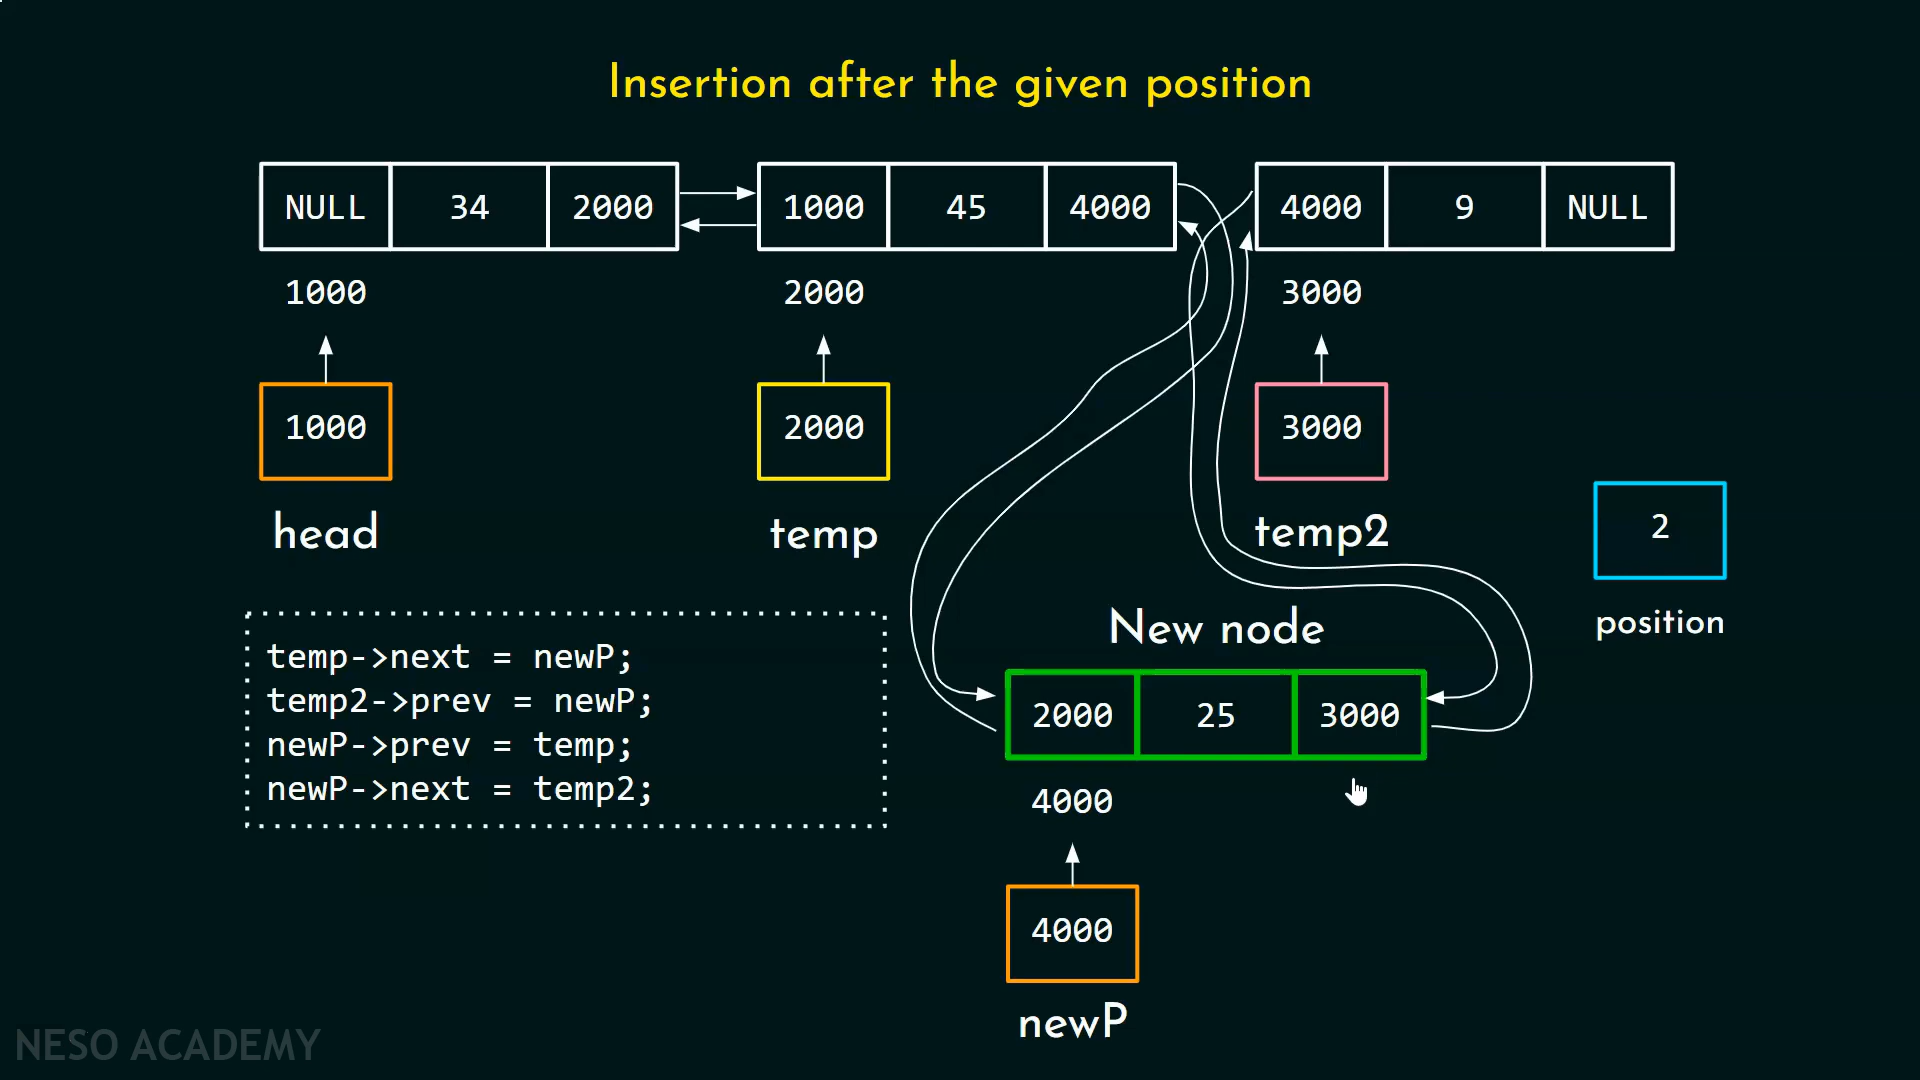 Insertion after the given position
NULL 34 2000 1000 45 4000 4000 9 NULL
1000 2000 3000
1000 2000 3000
head temp temp2
2
position
New node
temp->next = newP;
temp2->prev = newP;
newP->prev = temp;
newP->next = temp2;
2000 25 3000
4000
4000
newP
NESO ACADEMY